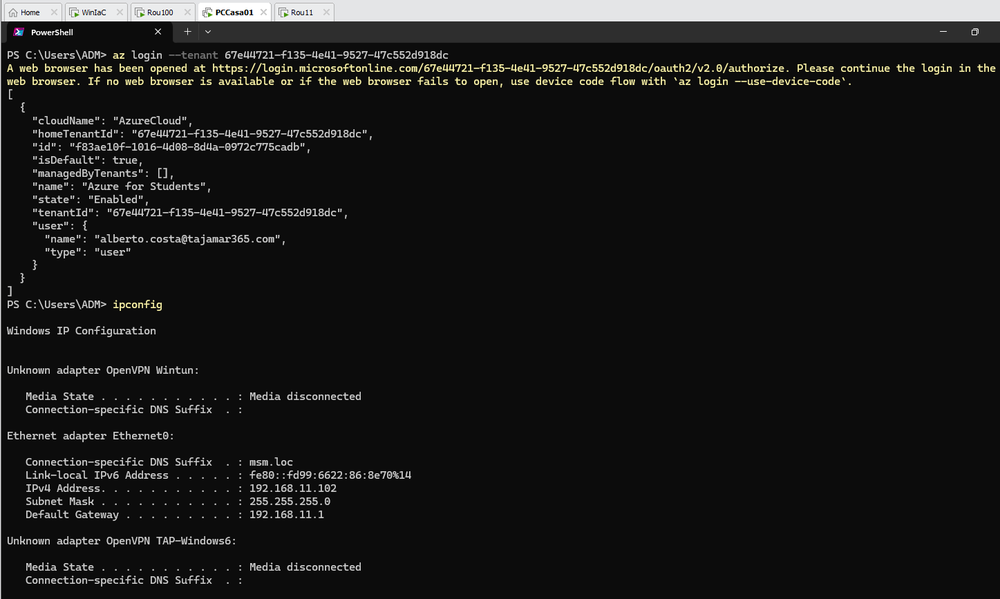 Home WinIaC Rou100 PCCasa01 Rou11
PowerShell
PS C:\Users\ADM> az login --tenant 67e44721-f135-4e41-9527-47c552d918dc
A web browser has been opened at https://login.microsoftonline.com/67e44721-f135-4e41-9527-47c552d918dc/oauth2/v2.0/authorize. Please continue the login in the
web browser. If no web browser is available or if the web browser fails to open, use device code flow with `az login --use-device-code`.
[
  {
    "cloudName": "AzureCloud",
    "homeTenantId": "67e44721-f135-4e41-9527-47c552d918dc",
    "id": "f83ae10f-1016-4d08-8d4a-0972c775cadb",
    "isDefault": true,
    "managedByTenants": [],
    "name": "Azure for Students",
    "state": "Enabled",
    "tenantId": "67e44721-f135-4e41-9527-47c552d918dc",
    "user": {
      "name": "alberto.costa@tajamar365.com",
      "type": "user"
    }
  }
]
PS C:\Users\ADM> ipconfig
Windows IP Configuration
Unknown adapter OpenVPN Wintun:
   Media State . . . . . . . . . . . : Media disconnected
   Connection-specific DNS Suffix  . :
Ethernet adapter Ethernet0:
   Connection-specific DNS Suffix  . : msm.loc
   Link-local IPv6 Address . . . . . : fe80::fd99:6622:86:8e70%14
   IPv4 Address. . . . . . . . . . . : 192.168.11.102
   Subnet Mask . . . . . . . . . . . : 255.255.255.0
   Default Gateway . . . . . . . . . : 192.168.11.1
Unknown adapter OpenVPN TAP-Windows6:
   Media State . . . . . . . . . . . : Media disconnected
   Connection-specific DNS Suffix  . :